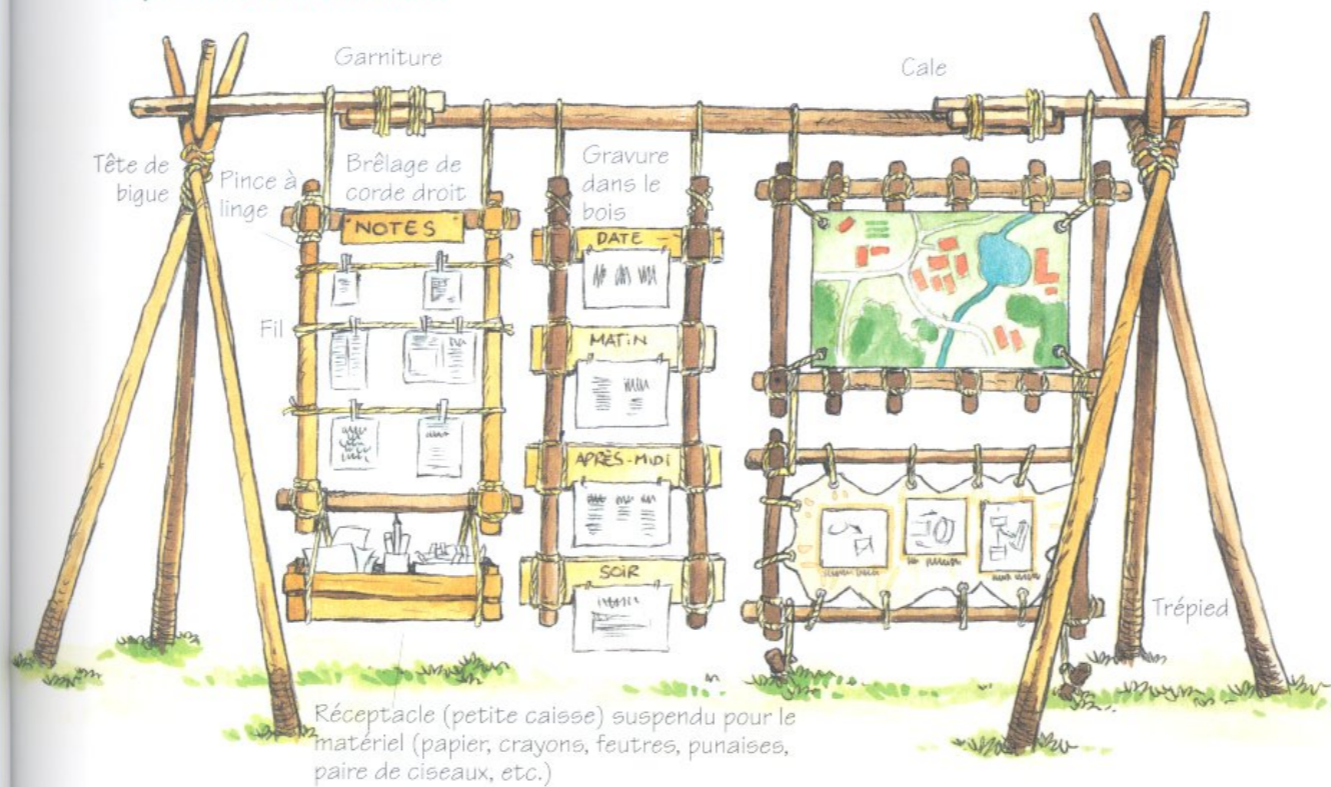 Garniture
Cale
Tête de
bigue
Pince à
linge
Brêlage de
corde droit
Gravure
dans le
bois
NOTES
DATE
MATIN
Fil
APRÈS-MIDI
SOIR
Trépied
Réceptacle (petite caisse) suspendu pour le
matériel (papier, crayons, feutres, punaises,
paire de ciseaux, etc.)